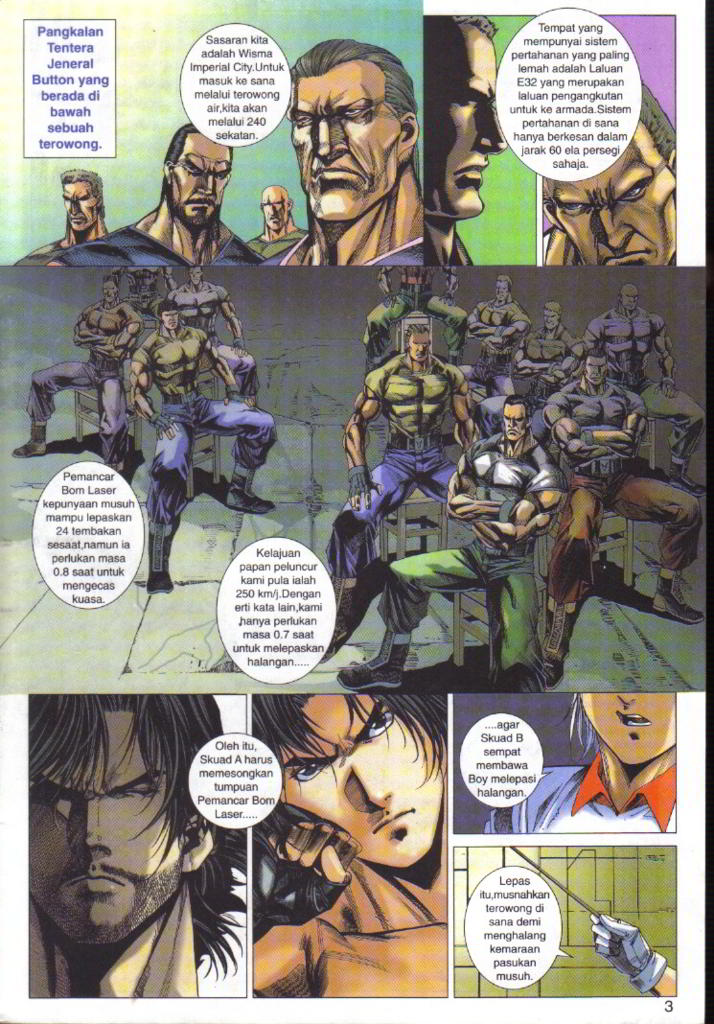 Pangkalan
Tentera
Jeneral
Button yang
berada di
bawah
sebuah
terowong.
Sasaran kita
adalah Wisma
Imperial City.Untuk
masuk ke sana
melalui terowong
air,kita akan
melalui 240
sekatan.
Tempat yang
mempunyai sistem
pertahanan yang paling
lemah adalah Laluan
E32 yang merupakan
laluan pengangkutan
untuk ke armada.Sistem
pertahanan di sana
hanya berkesan dalam
jarak 60 ela persegi
sahaja.
Pemancar
Bom Laser
kepunyaan musuh
mampu lepaskan
24 tembakan
sesaat,namun ia
perlukan masa
0.8 saat untuk
mengecas
kuasa.
Kelajuan
papan peluncur
kami pula ialah
250 km/j.Dengan
erti kata lain,kami
hanya perlukan
masa 0.7 saat
untuk melepaskan
halangan.....
Oleh itu,
Skuad A harus
memesongkan
tumpuan
Pemancar Bom
Laser.....
....agar
Skuad B
sempat
membawa
Boy melepasi
halangan.
Lepas
itu,musnahkan
terowong di
sana demi
menghalang
kemaraan
pasukan
musuh.
3